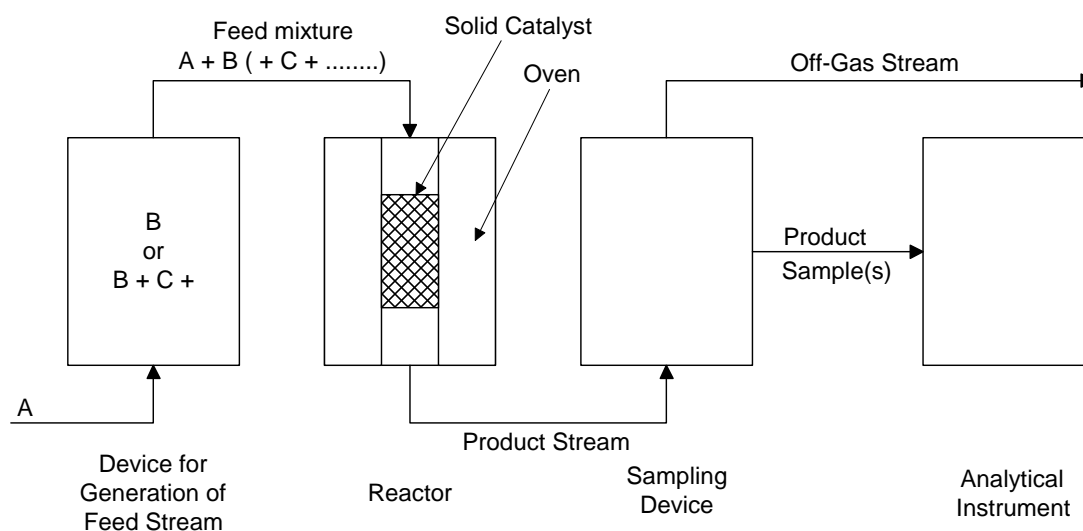 Feed mixture
A + B ( + C + ........)
Solid Catalyst
Oven
Off-Gas Stream
B
or
B + C +
Product
Sample(s)
A
Product Stream
Device for
Generation of
Feed Stream
Reactor
Sampling
Device
Analytical
Instrument